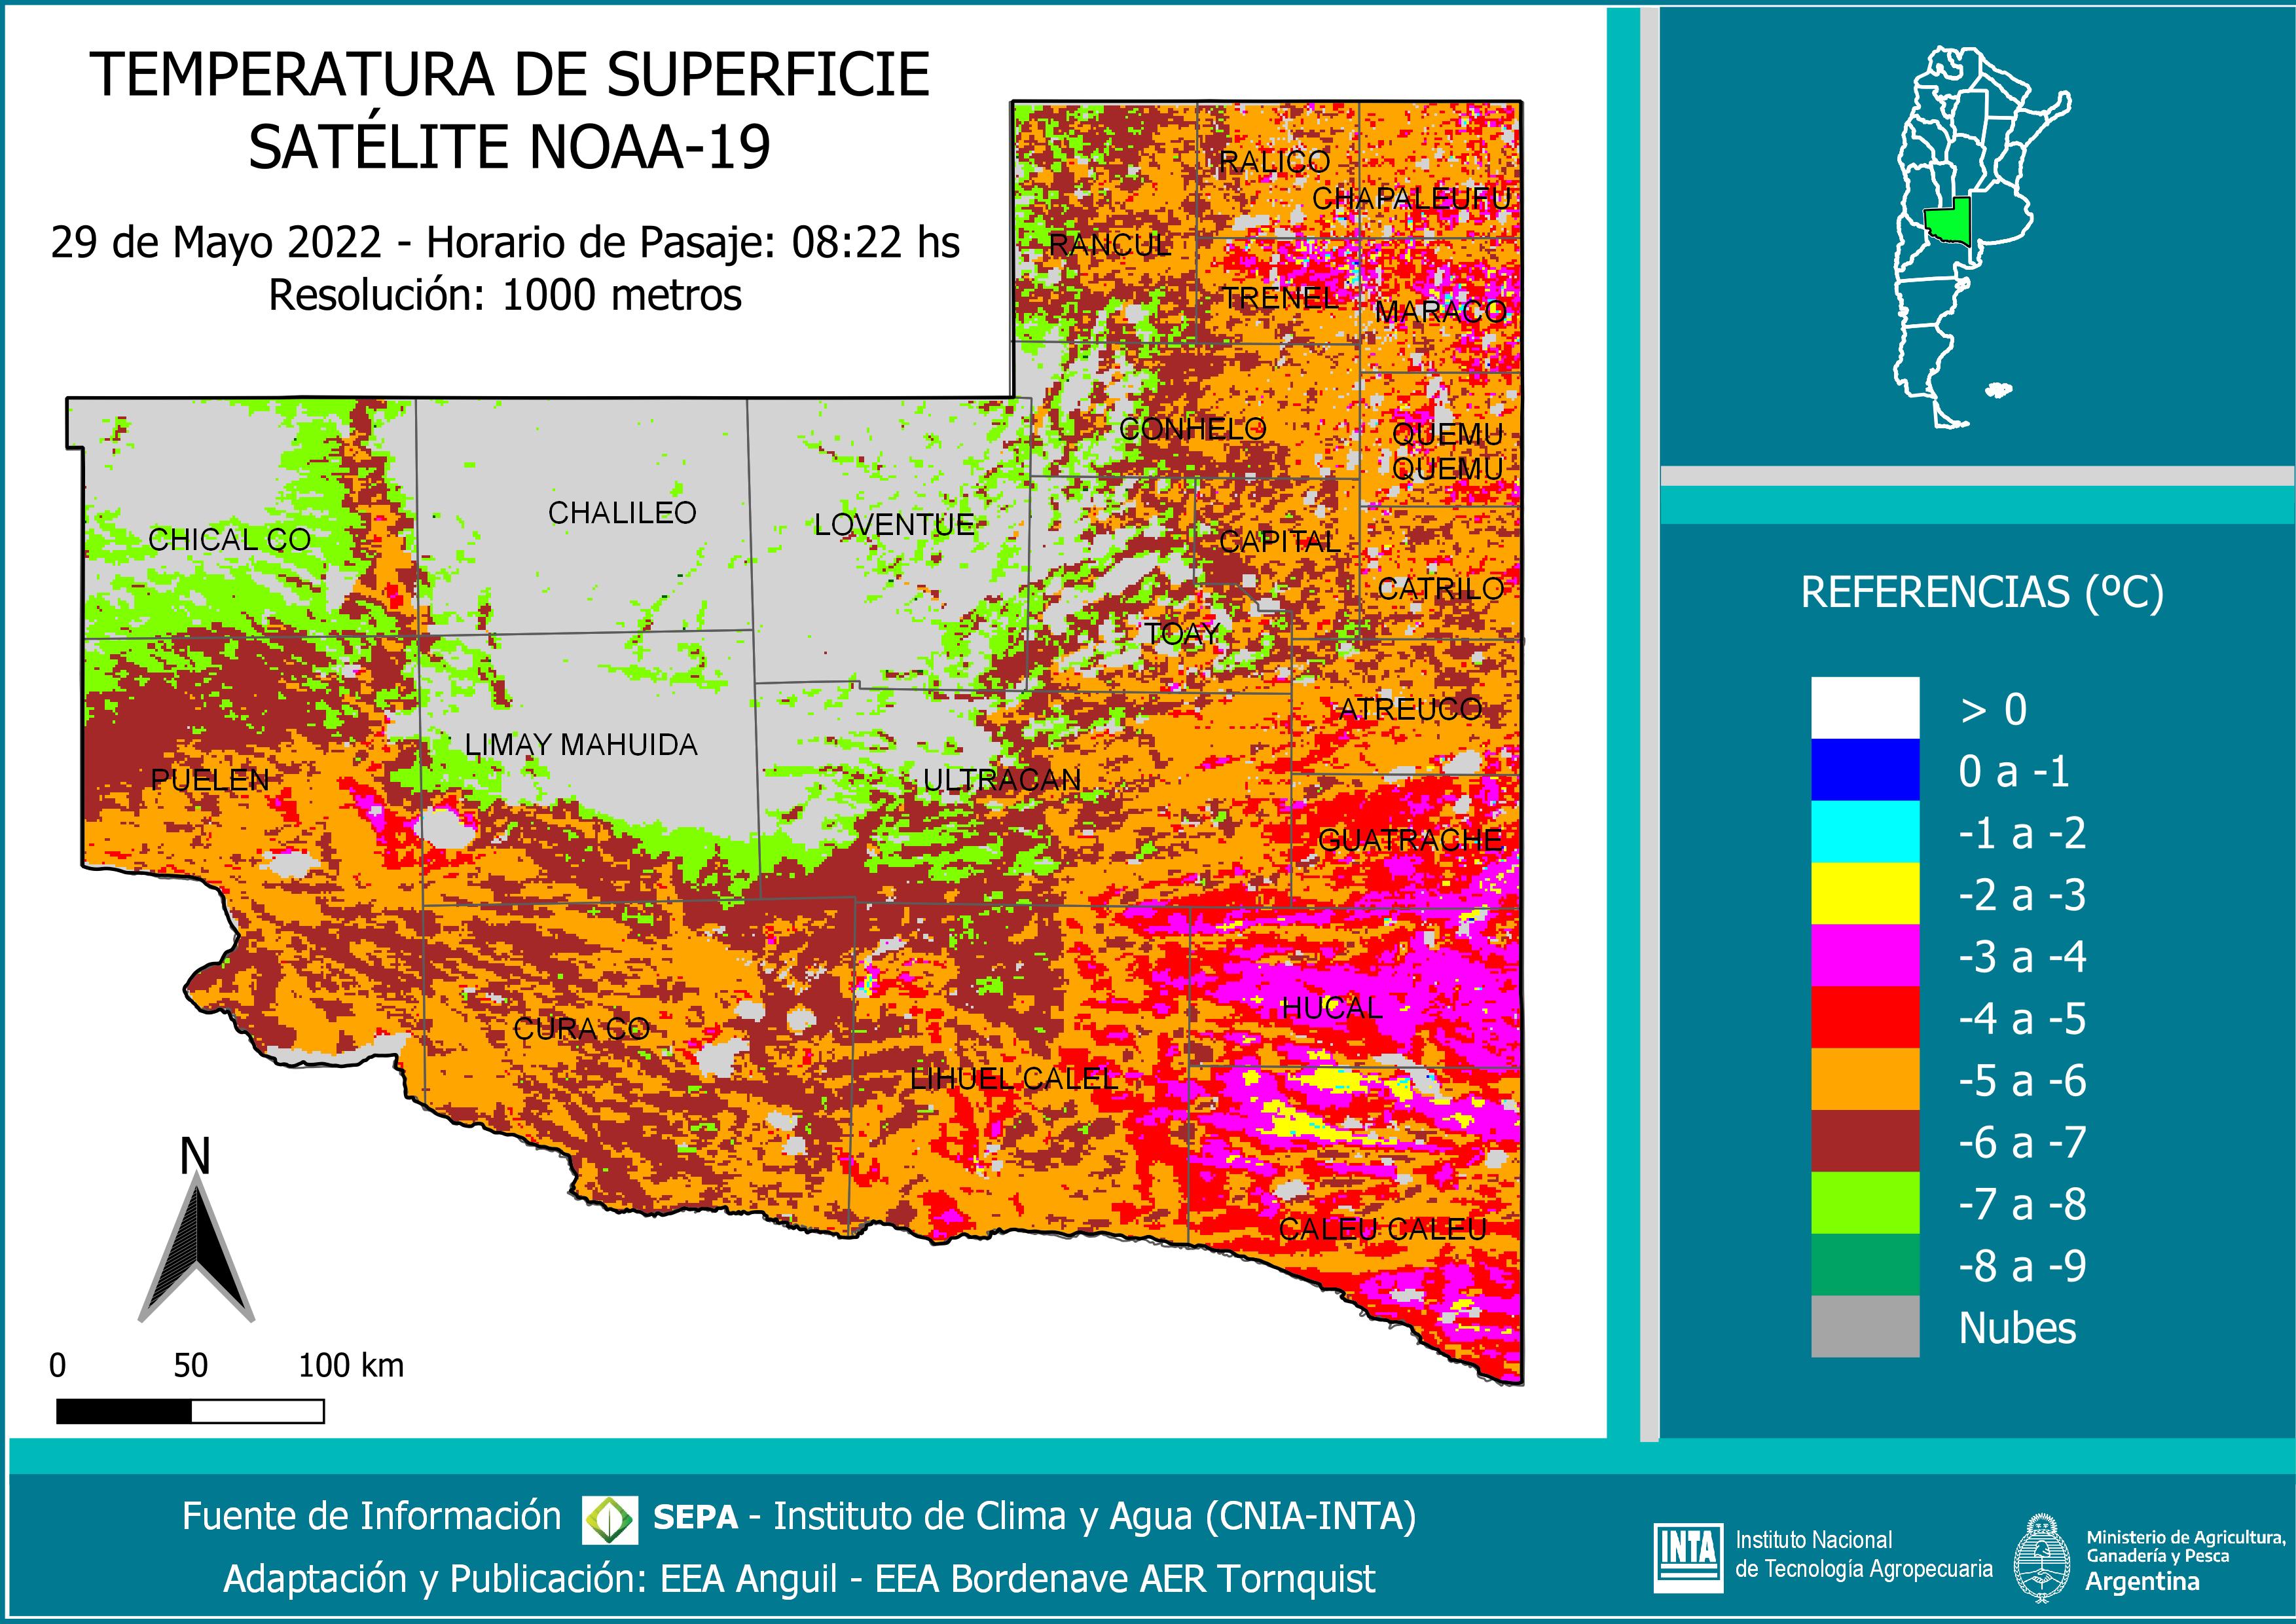 TEMPERATURA DE SUPERFICIE
SATÉLITE NOAA-19
29 de Mayo 2022 - Horario de Pasaje: 08:22 hs
Resolución: 1000 metros
RALICO
CHAPALEUFU
RANCUL
TRENEL
MARACO
CONHELO
QUEMU
QUEMU
CHALILEO
LOVENTUE
CHICAL CO
CAPITAL
CATRILO
TOAY
ATREUCO
LIMAY MAHUIDA
PUELEN
ULTRACAN
GUATRACHE
HUCAL
CURA CO
LIHUEL CALEL
CALEU CALEU
N
0 50 100 km
REFERENCIAS (ºC)
> 0
0 a -1
-1 a -2
-2 a -3
-3 a -4
-4 a -5
-5 a -6
-6 a -7
-7 a -8
-8 a -9
Nubes
Fuente de Información SEPA - Instituto de Clima y Agua (CNIA-INTA)
Adaptación y Publicación: EEA Anguil - EEA Bordenave AER Tornquist
INTA
Instituto Nacional
de Tecnología Agropecuaria
Ministerio de Agricultura,
Ganadería y Pesca
Argentina